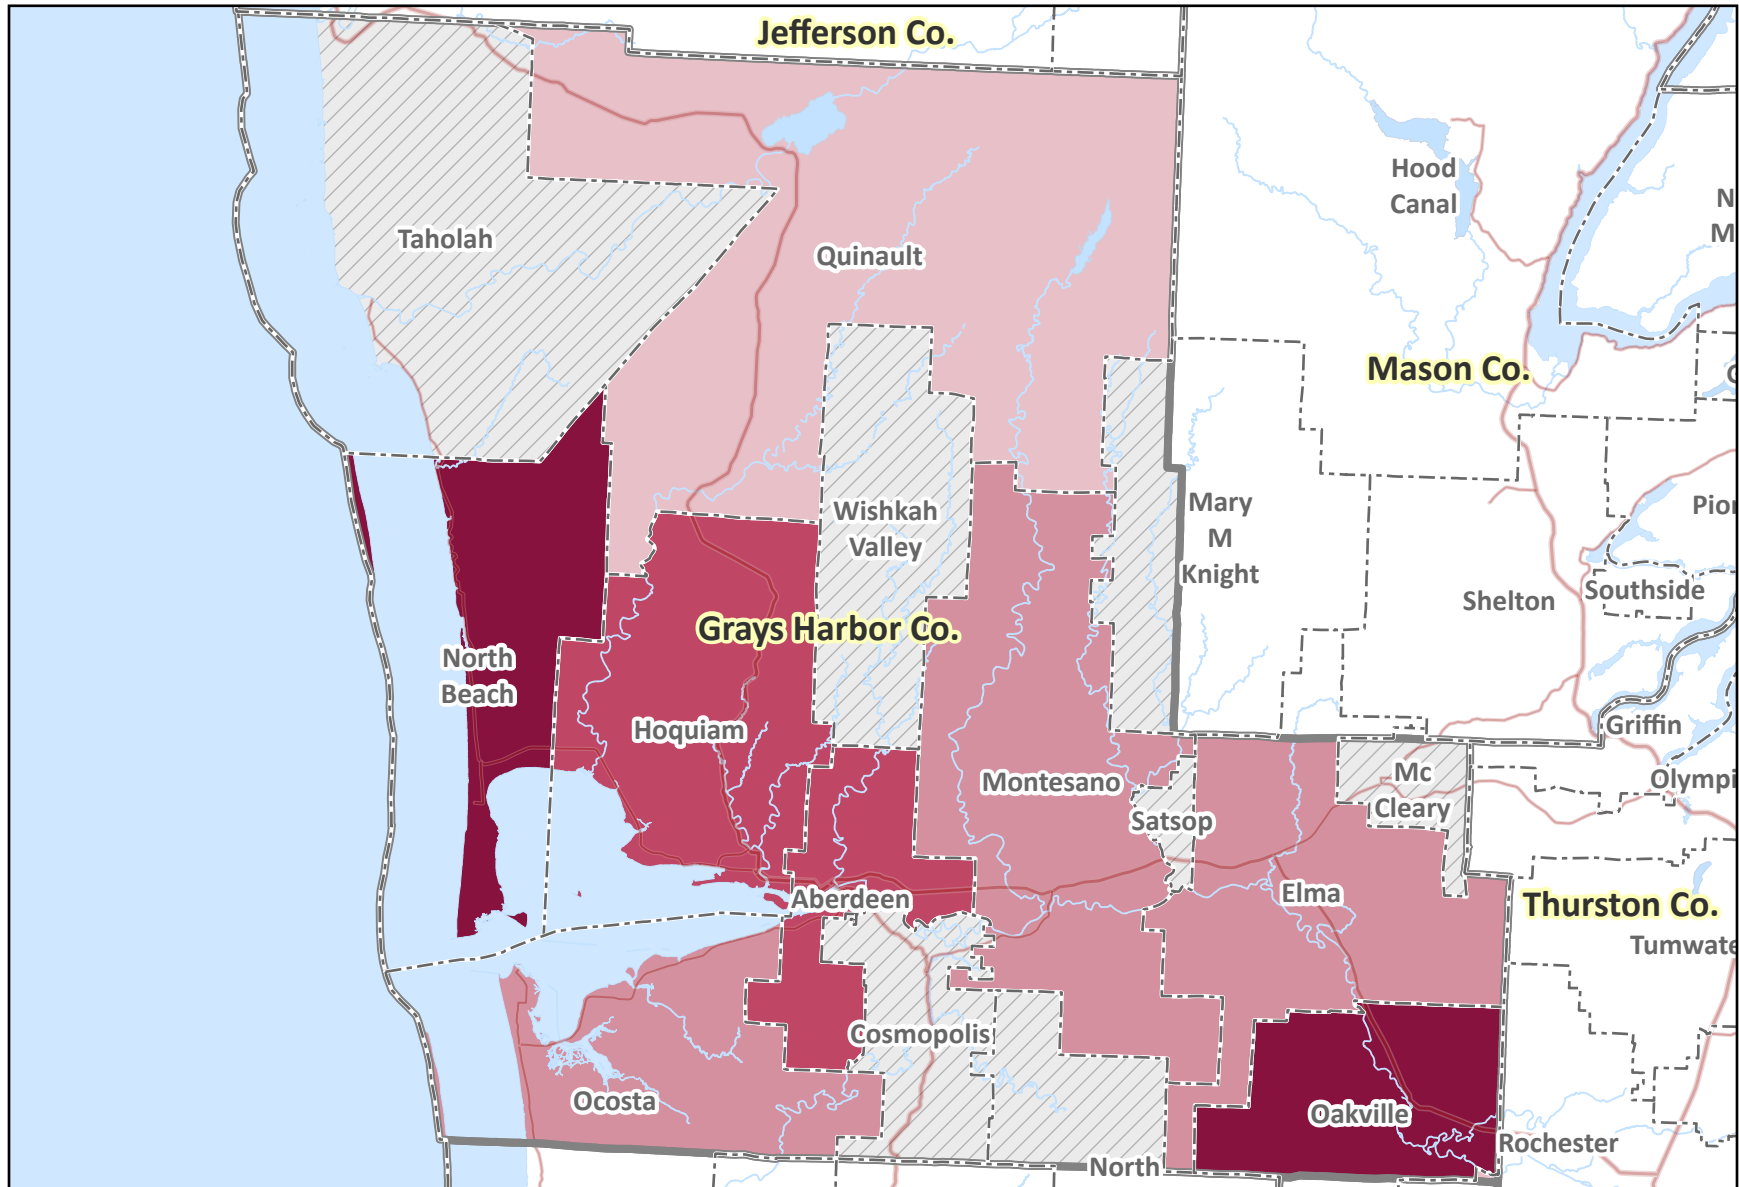 Jefferson Co.
Hood
Canal
N
M
Taholah
Quinault
Mason Co.
Wishkah
Valley
Mary
M
Knight
Pion
Shelton
Southside
Grays Harbor Co.
North
Beach
Hoquiam
Griffin
Montesano
Mc
Cleary
Olympi
Satsop
Aberdeen
Elma
Thurston Co.
Tumwate
Cosmopolis
Ocosta
Oakville
Rochester
North